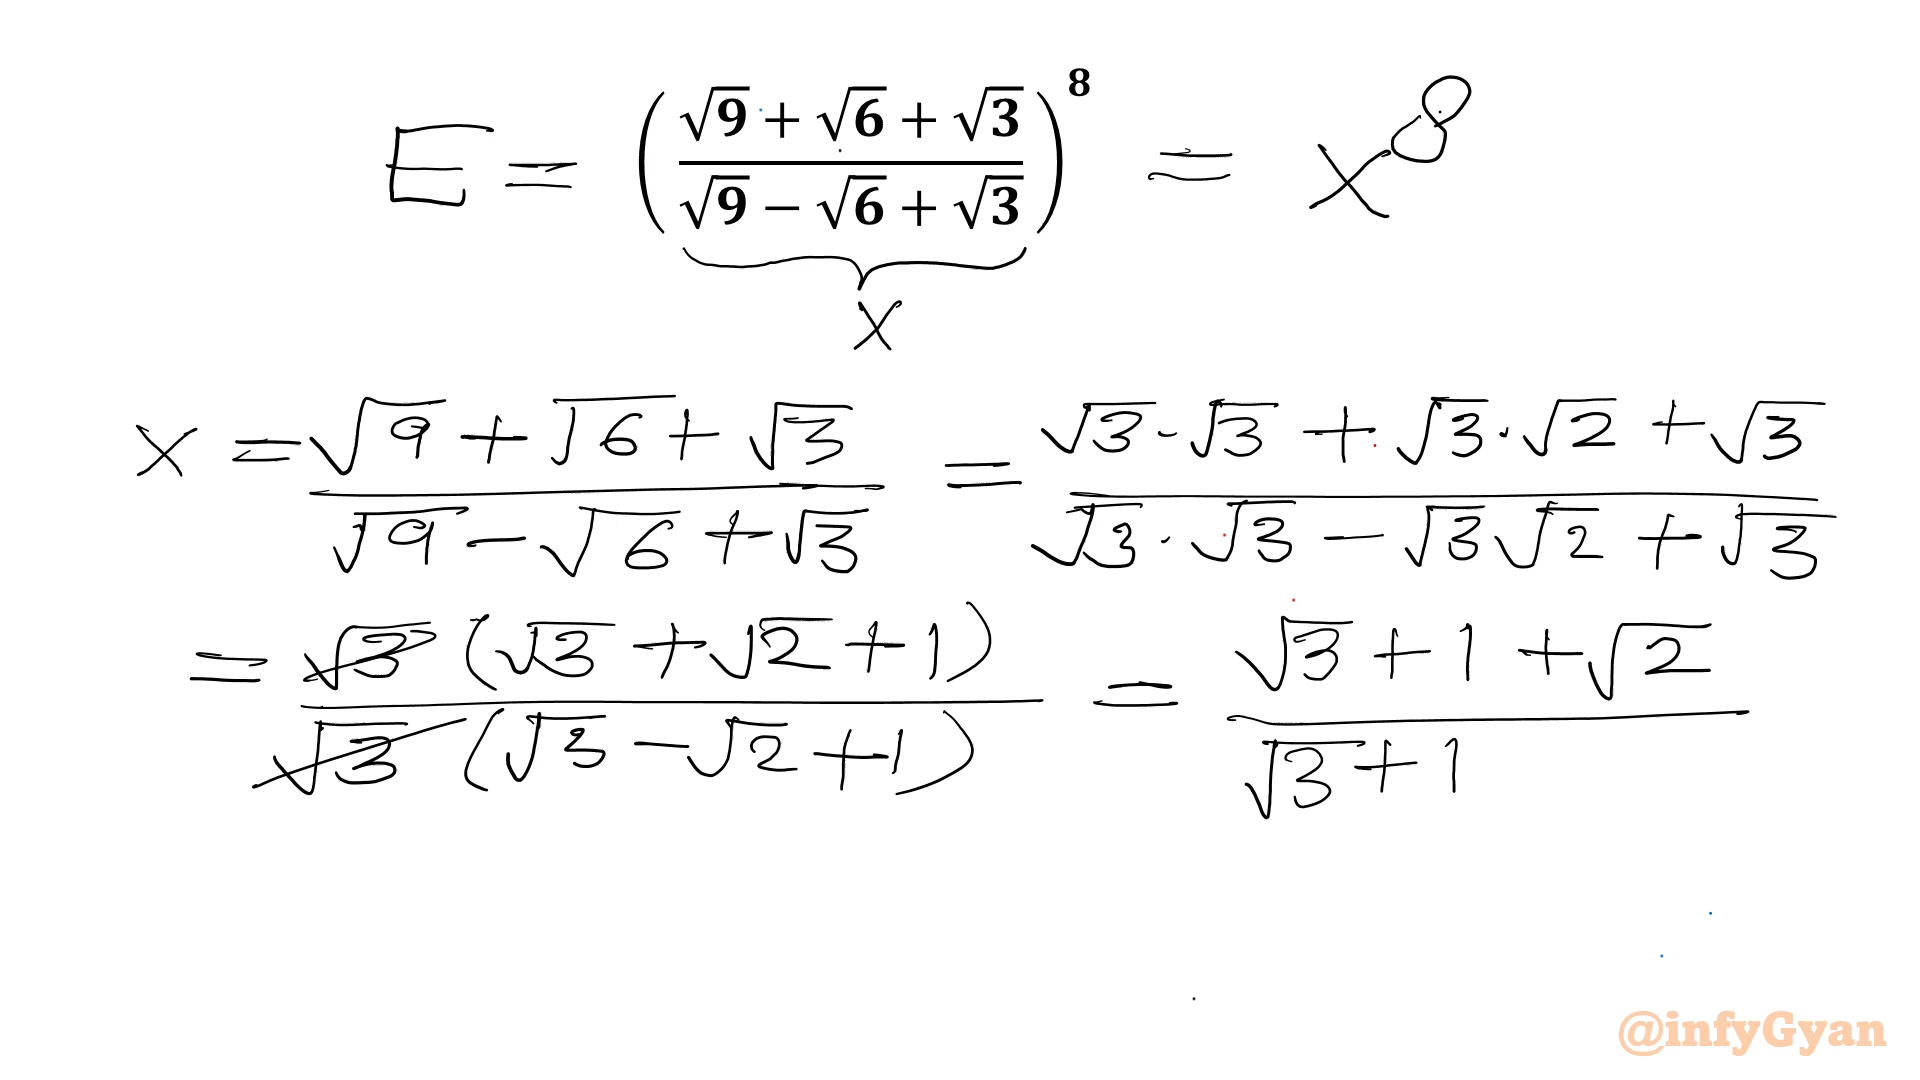 E = ( (√9 + √6 + √3) / (√9 − √6 + √3) )^8 = x^8
x
x = (√9 + √6 + √3) / (√9 − √6 + √3) = (√3 · √3 + √3 · √2 + √3) / (√3 · √3 − √3 √2 + √3)
= √3 (√3 + √2 + 1) / √3 (√3 − √2 + 1) = (√3 + 1 + √2) / (√3 + 1
@infyGyan